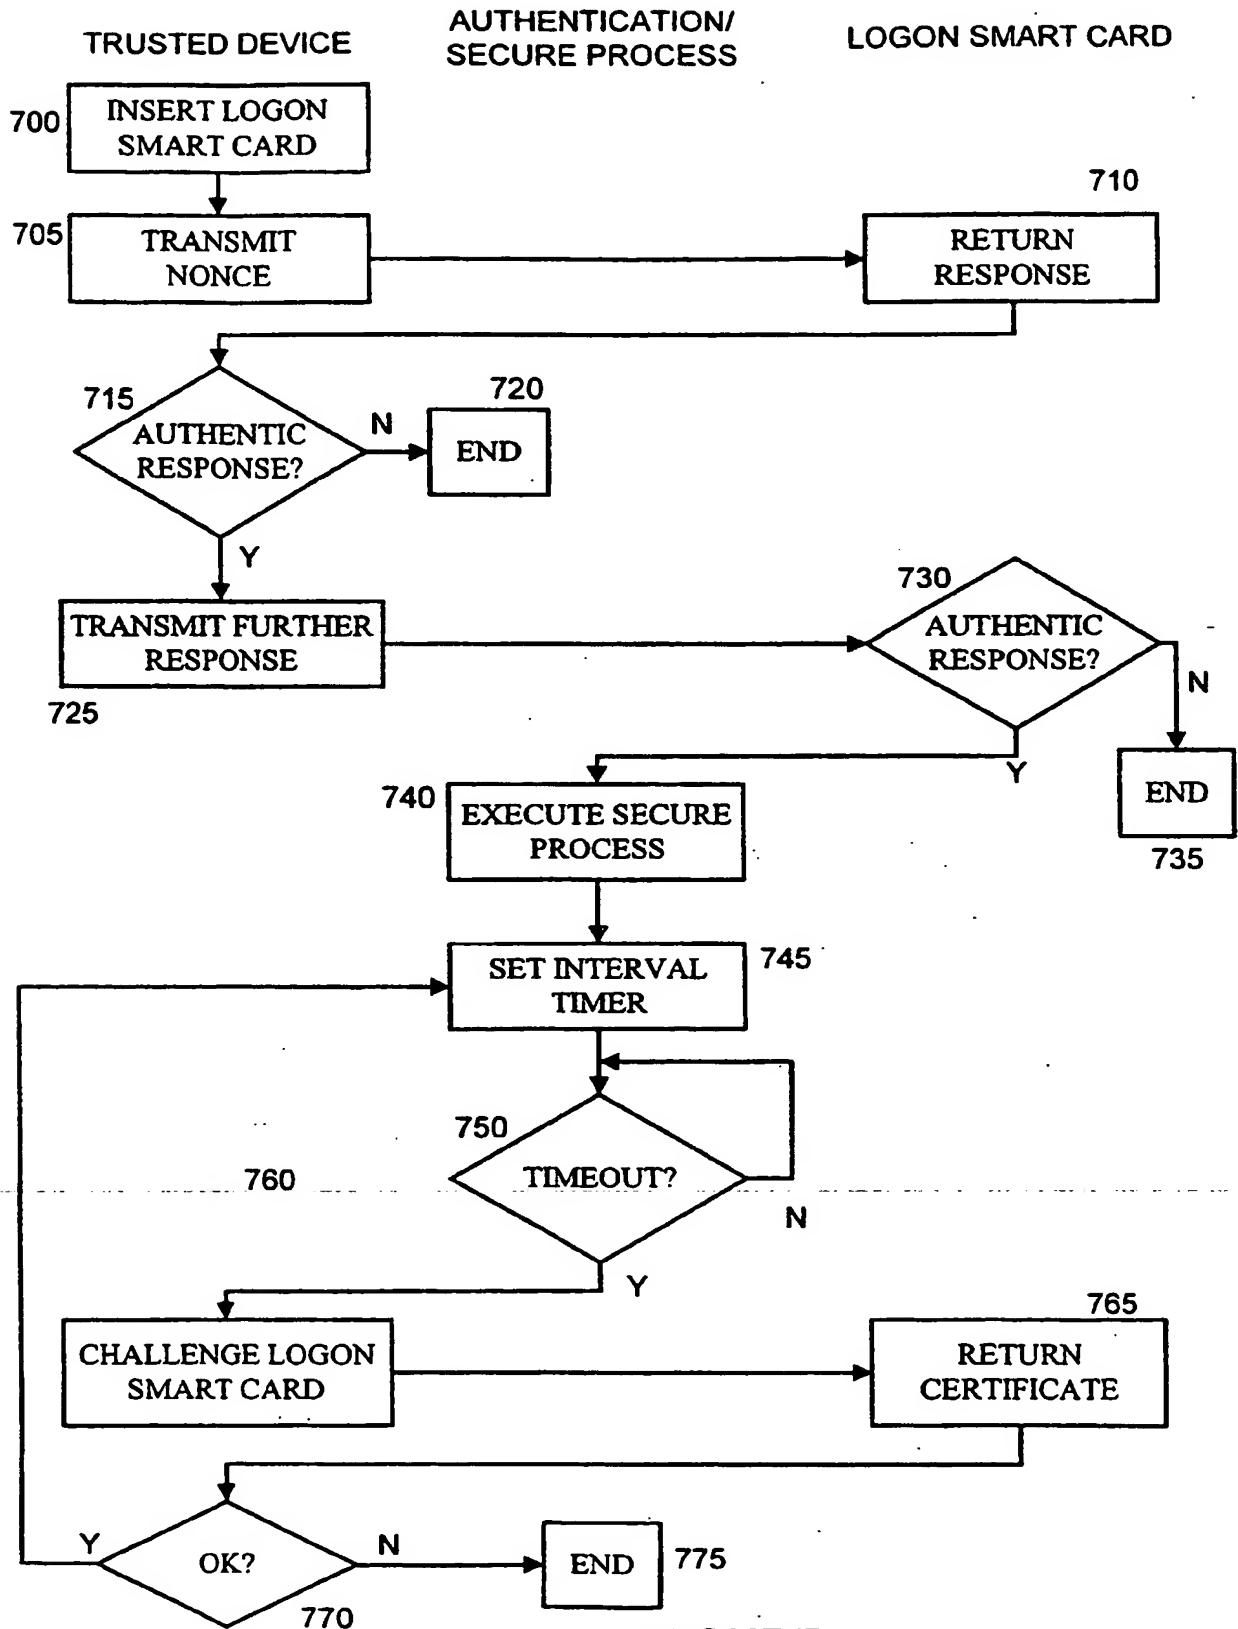 TRUSTED DEVICE
AUTHENTICATION/
SECURE PROCESS
LOGON SMART CARD
700
INSERT LOGON
SMART CARD
705
TRANSMIT
NONCE
710
RETURN
RESPONSE
715
AUTHENTIC
RESPONSE?
N
720
END
Y
TRANSMIT FURTHER
RESPONSE
725
730
AUTHENTIC
RESPONSE?
N
Y
END
735
740
EXECUTE SECURE
PROCESS
SET INTERVAL
TIMER
745
750
TIMEOUT?
N
Y
760
CHALLENGE LOGON
SMART CARD
765
RETURN
CERTIFICATE
Y
OK?
N
770
END
775